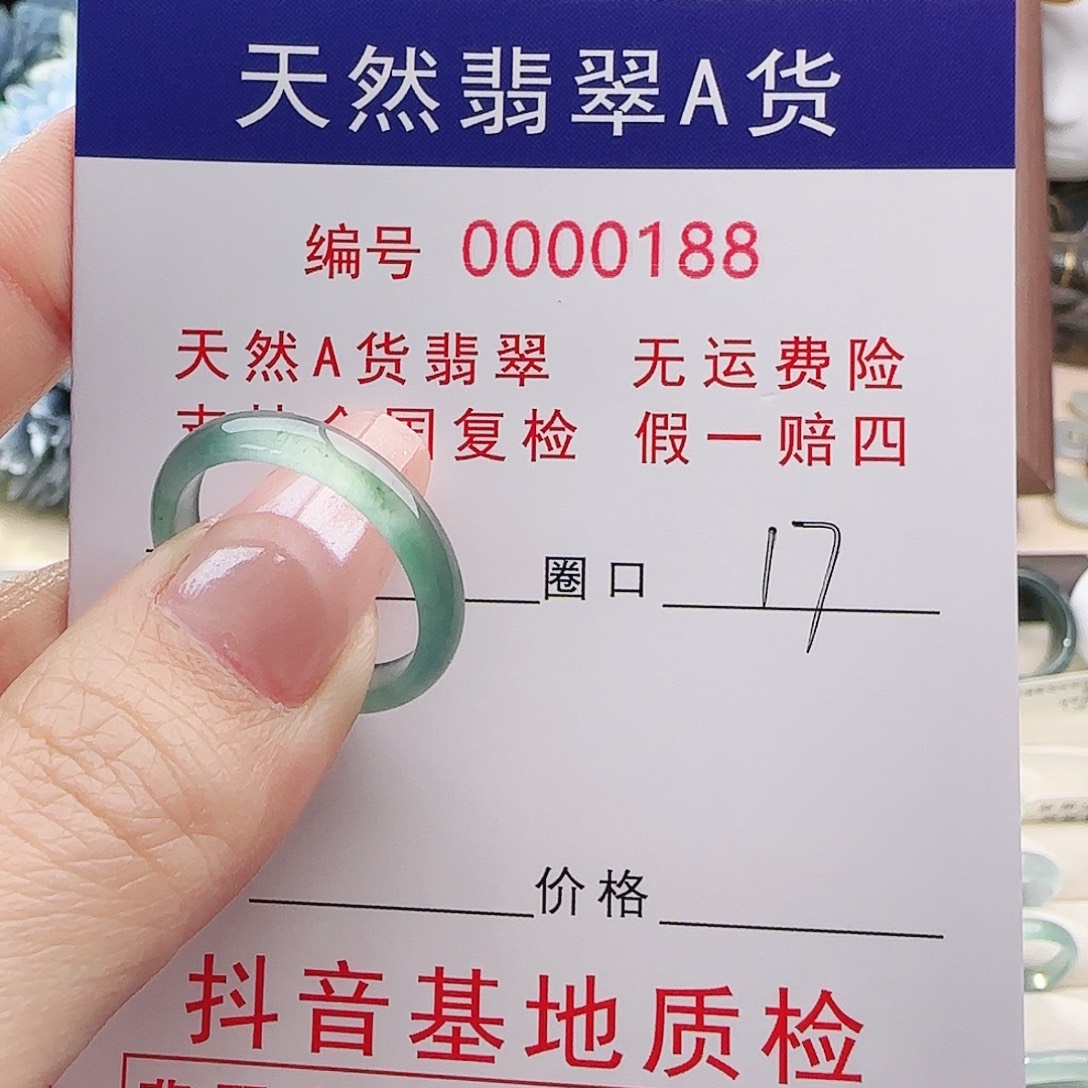 天然翡翠A货
编号 0000188
天然A货翡翠 无运费险
国复检 假一赔四
圈口 17
价格
抖音基地质检